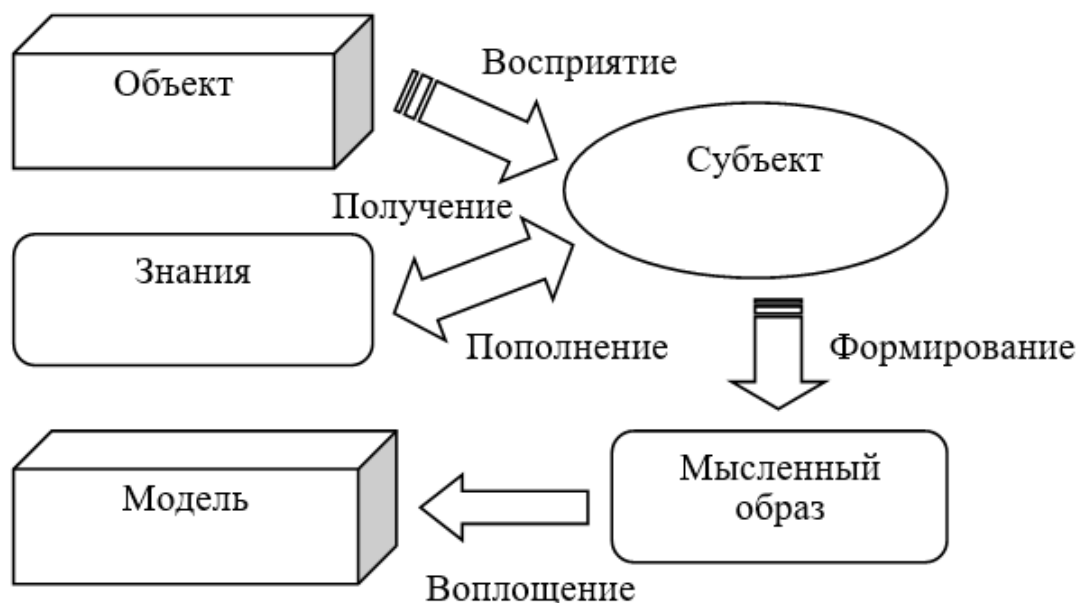 Объект
Восприятие
Субъект
Получение
Знания
Пополнение
Формирование
Модель
Мысленный
образ
Воплощение